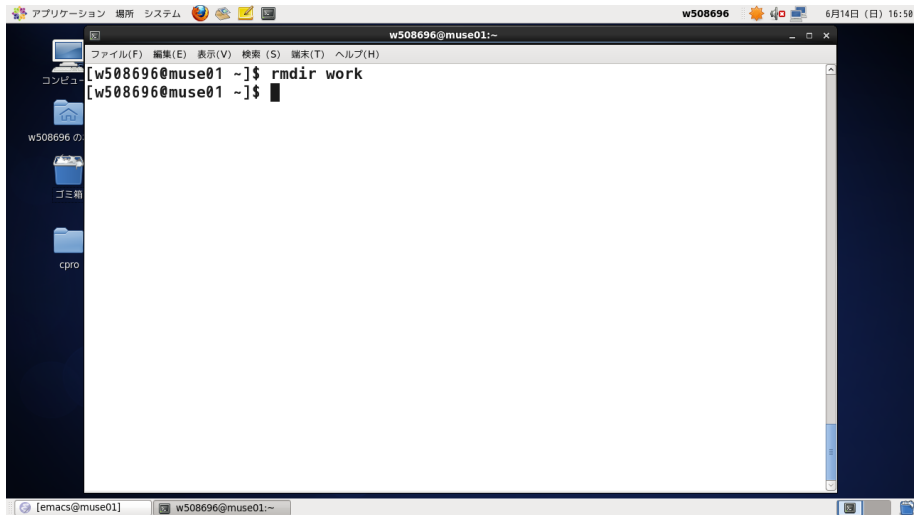 アプリケーション 場所 システム w508696 6月14日 (日) 16:50
w508696@muse01:~
ファイル(F) 編集(E) 表示(V) 検索 (S) 端末(T) ヘルプ(H)
[w508696@muse01 ~]$ rmdir work
[w508696@muse01 ~]$
コンピュー
w508696 の
ゴミ箱
cpro
[emacs@muse01] w508696@muse01:~